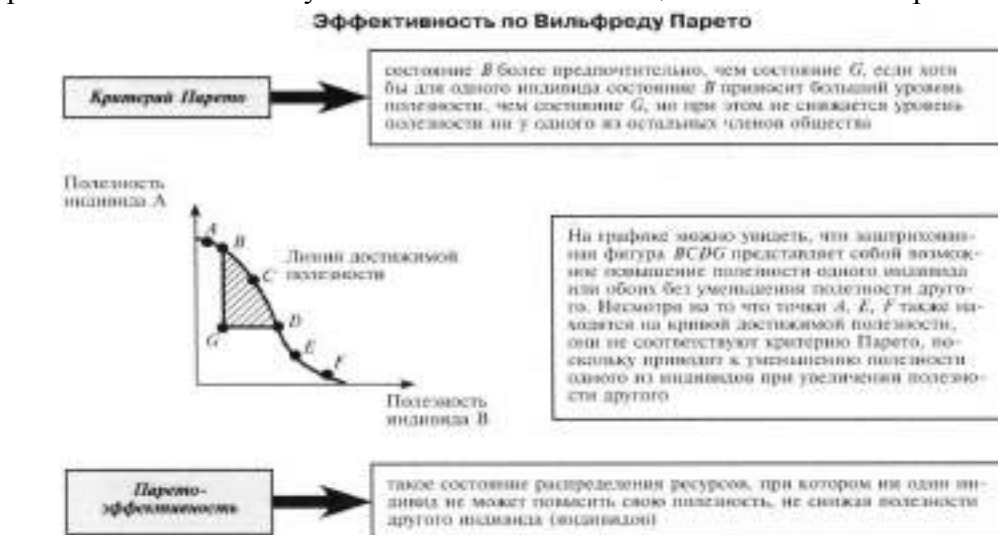 Эффективность по Вильфреду Парето
Критерий Парето
состояние B более предпочтительно, чем состояние G, если хотя
бы для одного индивида состояние B приносит больший уровень
полезности, чем состояние G, но при этом не снижается уровень
полезности ни у одного из остальных членов общества
Полезность
индивида A
A
B
Линия достижимой
полезности
C
D
G
E
F
Полезность
индивида B
На графике можно увидеть, что заштрихован-
ная фигура BCDG представляет собой возмож-
ное повышение полезности одного индивида
или обоих без уменьшения полезности друго-
го. Несмотря на то что точки A, E, F также на-
ходятся на кривой достижимой полезности,
они не соответствуют критерию Парето, по-
скольку приводят к уменьшению полезности
одного из индивидов при увеличении полезно-
сти другого
Парето-
эффективность
такое состояние распределения ресурсов, при котором ни один ин-
дивид не может повысить свою полезность, не снижая полезности
другого индивида (индивидов)